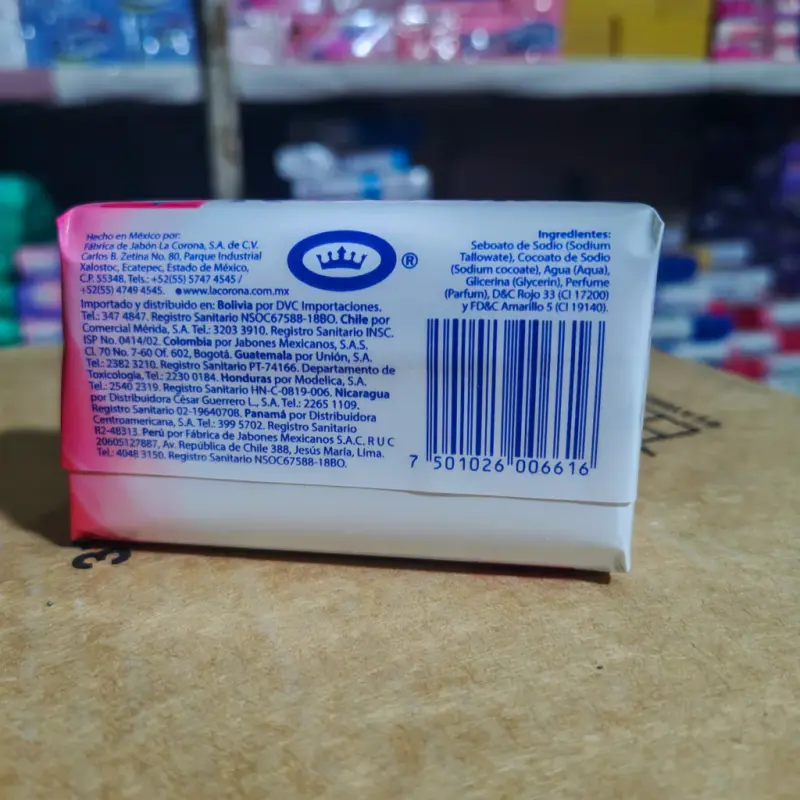 Hecho en México por:
Fábrica de Jabón La Corona, S.A. de C.V.
Carlos B. Zetina No. 80, Parque Industrial
Xalostoc, Ecatepec, Estado de México,
C.P. 55348. Tels.: +52(55) 5747 4545 /
+52(55) 4749 4545. ●www.lacorona.com.mx
Importado y distribuido en: Bolivia por DVC Importaciones.
Tel.: 347 4847. Registro Sanitario NSOC67588-18BO. Chile por
Comercial Mérida, S.A. Tel.: 3203 3910. Registro Sanitario INSC.
ISP No. 0414/02. Colombia por Jabones Mexicanos, S.A.S.
Cl. 70 No. 7-60 Of. 602, Bogotá. Guatemala por Unión, S.A.
Tel.: 2382 3210. Registro Sanitario PT-74166. Departamento de
Toxicología, Tel.: 2230 0184. Honduras por Modelica, S.A.
Tel.: 2540 2319. Registro Sanitario HN-C-0819-006. Nicaragua
por Distribuidora César Guerrero L., S.A. Tel.: 2265 1109.
Registro Sanitario 02-19640708. Panamá por Distribuidora
Centroamericana, S.A. Tel.: 399 5702. Registro Sanitario
R2-48313. Perú por Fábrica de Jabones Mexicanos S.A.C. R U C
20605127887, Av. República de Chile 388, Jesús María, Lima.
Tel.: 4048 3150. Registro Sanitario NSOC67588-18BO.
®
Ingredientes:
Seboato de Sodio (Sodium
Tallowate), Cocoato de Sodio
(Sodium cocoate), Agua (Aqua),
Glicerina (Glycerin), Perfume
(Parfum), D&C Rojo 33 (CI 17200)
y FD&C Amarillo 5 (CI 19140).
7 501026 006616